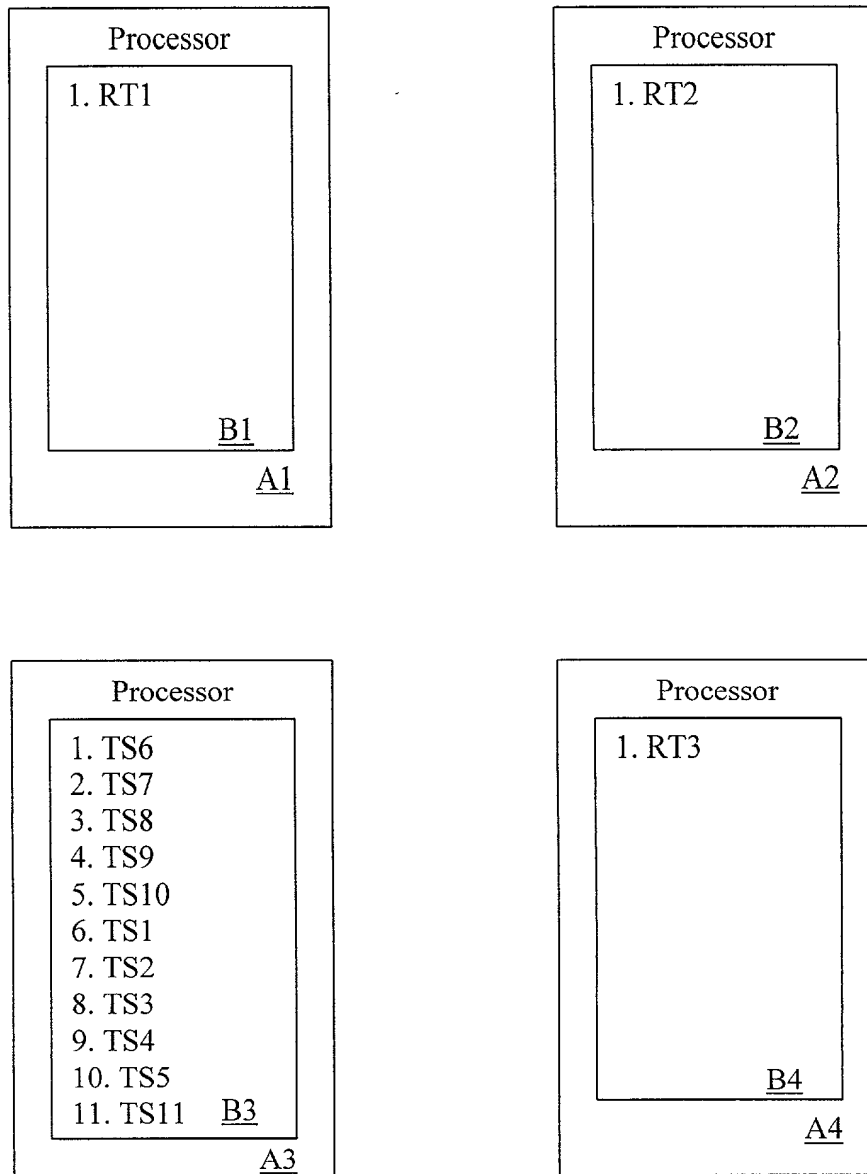 Processor
1. RT1
B1
A1
Processor
1. RT2
B2
A2
Processor
1. TS6
2. TS7
3. TS8
4. TS9
5. TS10
6. TS1
7. TS2
8. TS3
9. TS4
10. TS5
11. TS11 B3
A3
Processor
1. RT3
B4
A4